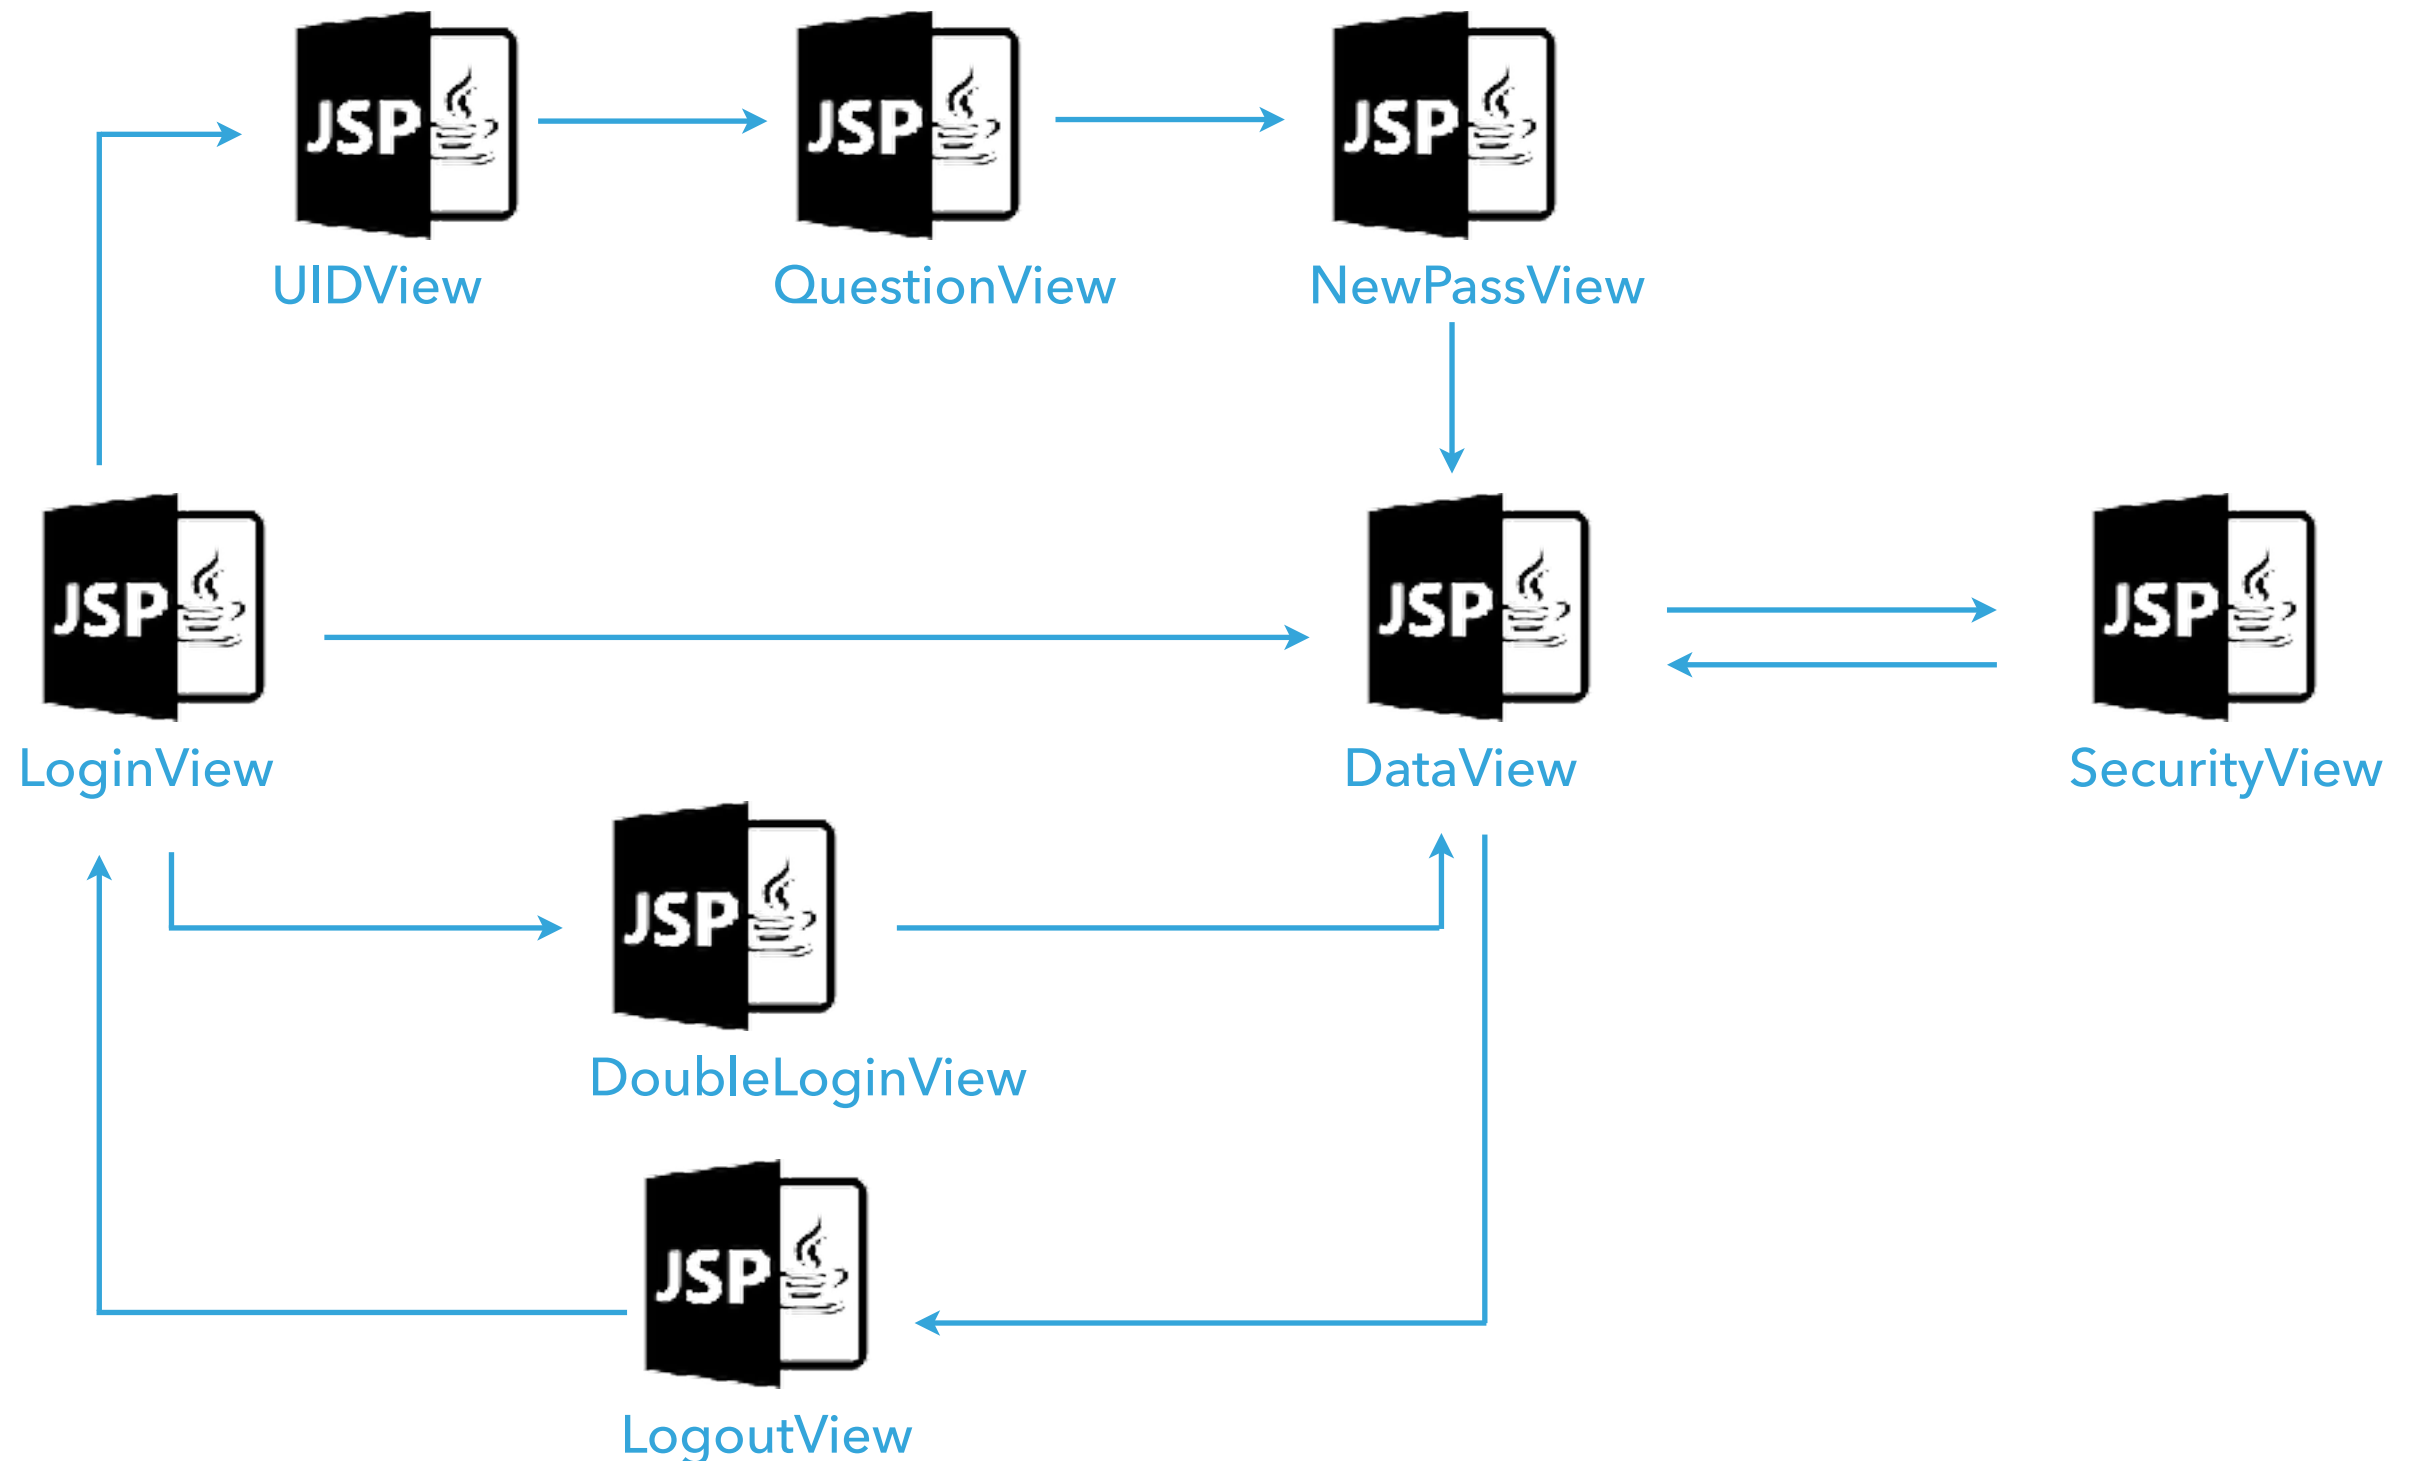 JSP
JSP
JSP
UIDView
QuestionView
NewPassView
JSP
JSP
JSP
LoginView
DataView
SecurityView
JSP
DoubleLoginView
JSP
LogoutView